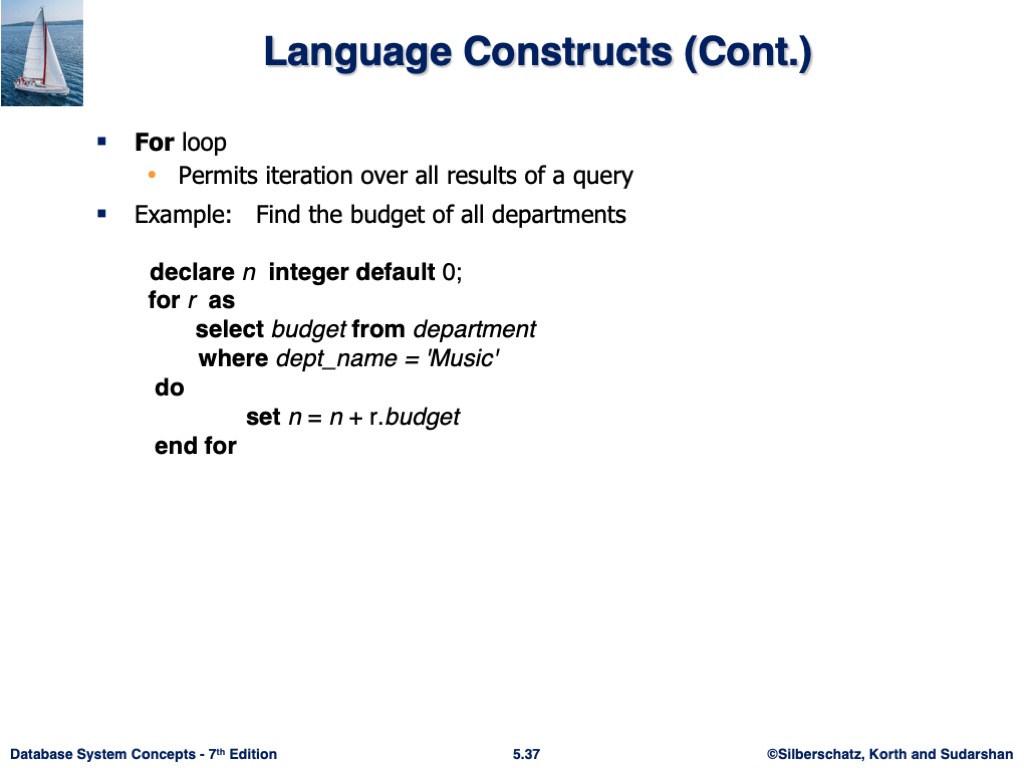 Language Constructs (Cont.)
▪ For loop
• Permits iteration over all results of a query
▪ Example: Find the budget of all departments
declare n integer default 0;
for r as
select budget from department
where dept_name = 'Music'
do
set n = n + r.budget
end for
Database System Concepts - 7th Edition
5.37
©Silberschatz, Korth and Sudarshan